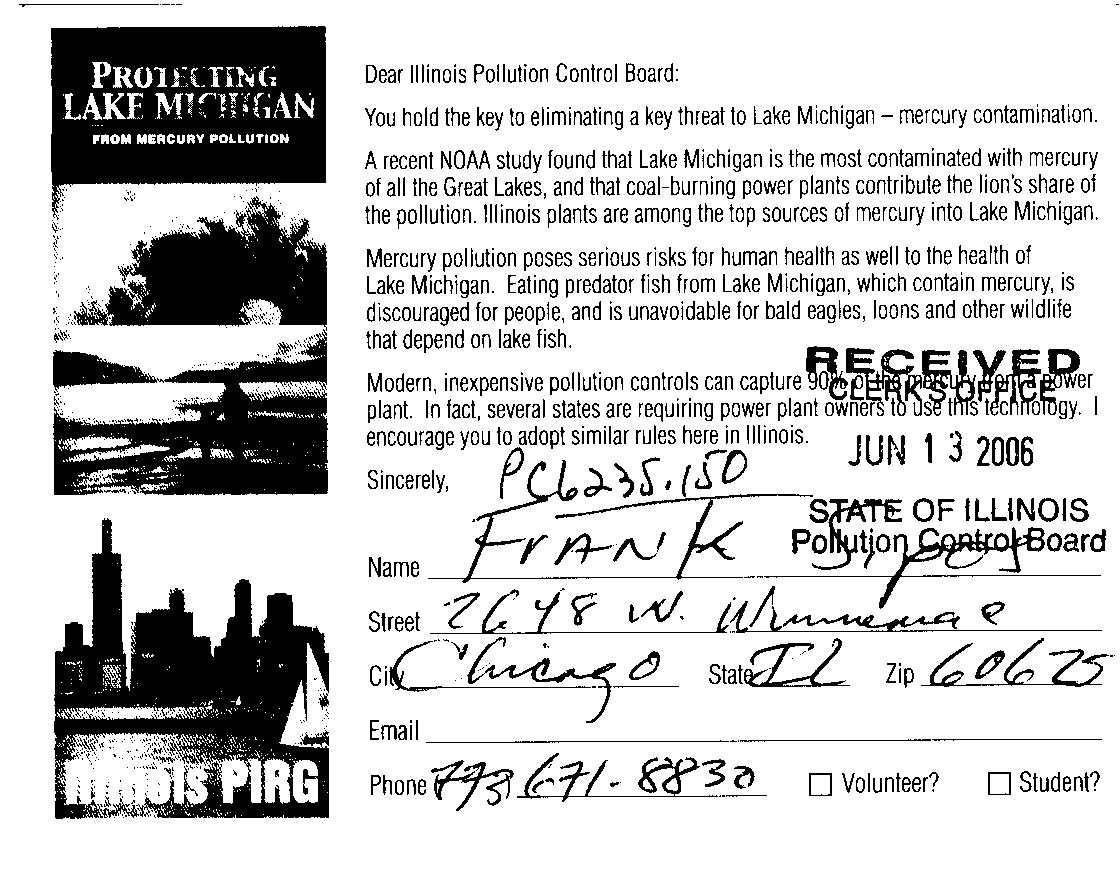 PROTECTING
LAKE MICHIGAN
FROM MERCURY POLLUTION
Dear Illinois Pollution Control Board:
You hold the key to eliminating a key threat to Lake Michigan – mercury contamination.
A recent NOAA study found that Lake Michigan is the most contaminated with mercury
of all the Great Lakes, and that coal-burning power plants contribute the lion's share of
the pollution. Illinois plants are among the top sources of mercury into Lake Michigan.
Mercury pollution poses serious risks for human health as well to the health of
Lake Michigan. Eating predator fish from Lake Michigan, which contain mercury, is
discouraged for people, and is unavoidable for bald eagles, loons and other wildlife
that depend on lake fish.
RECEIVED
CLERK'S OFFICE
Modern, inexpensive pollution controls can capture 90% of the mercury from a power
plant. In fact, several states are requiring power plant owners to use this technology. I
encourage you to adopt similar rules here in Illinois.
JUN 13 2006
Sincerely, PC6235.150
STATE OF ILLINOIS
Pollution Control Board
Name FrANK Sipos
Street 2648 W. Winnemac
City Chicago State IL Zip 60625
Email
Phone 773 671-8830 Volunteer? Student?
Illinois PIRG